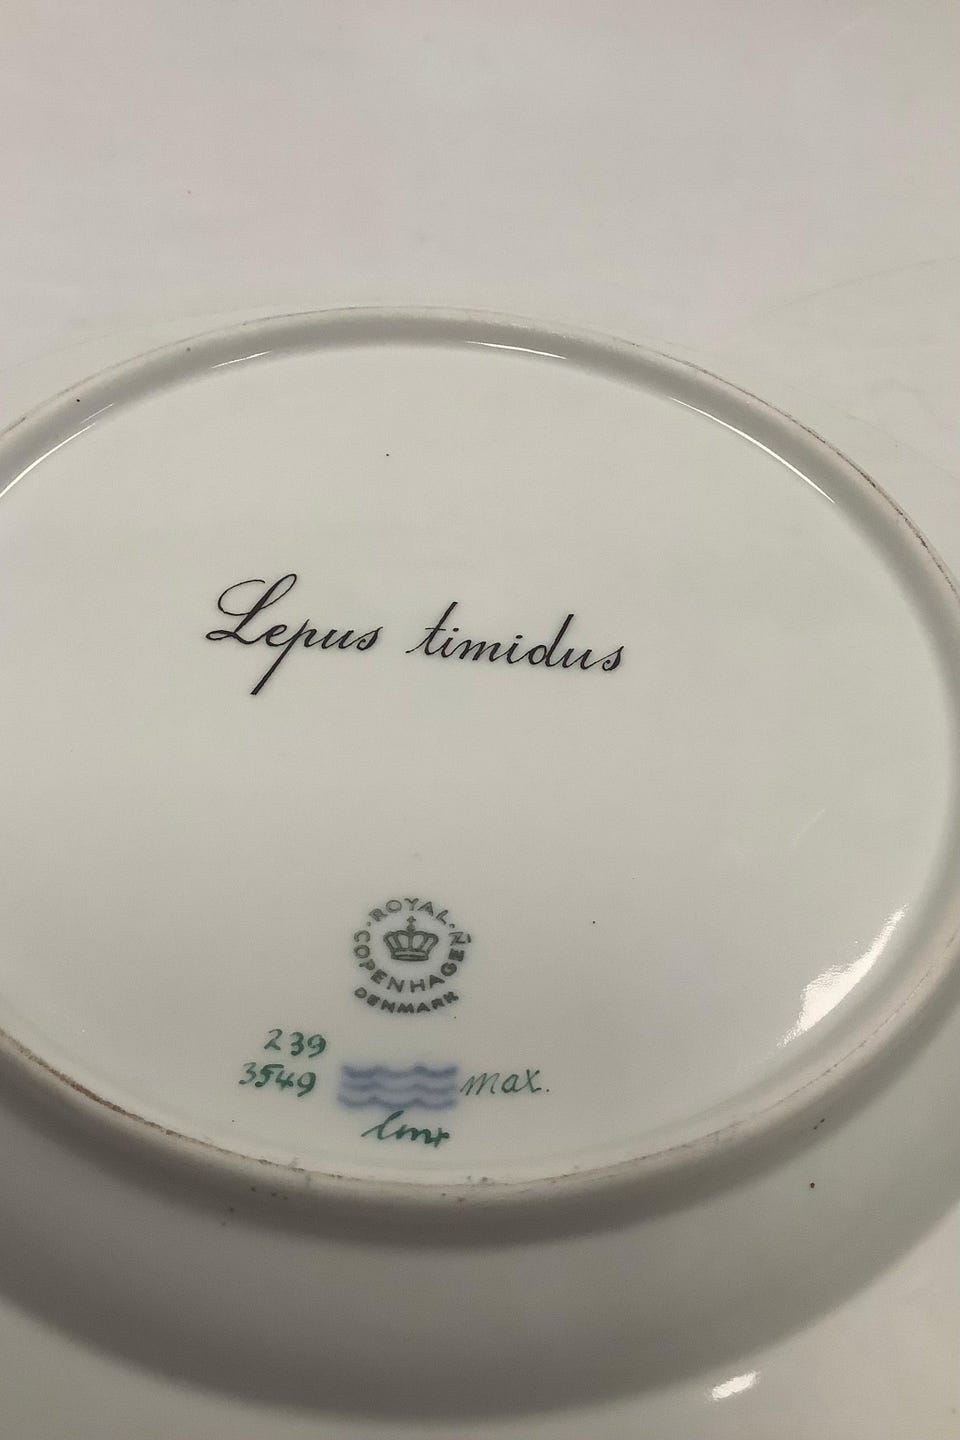 Lepus timidus
ROYAL
COPENHAGEN
DENMARK
239
3549
max.